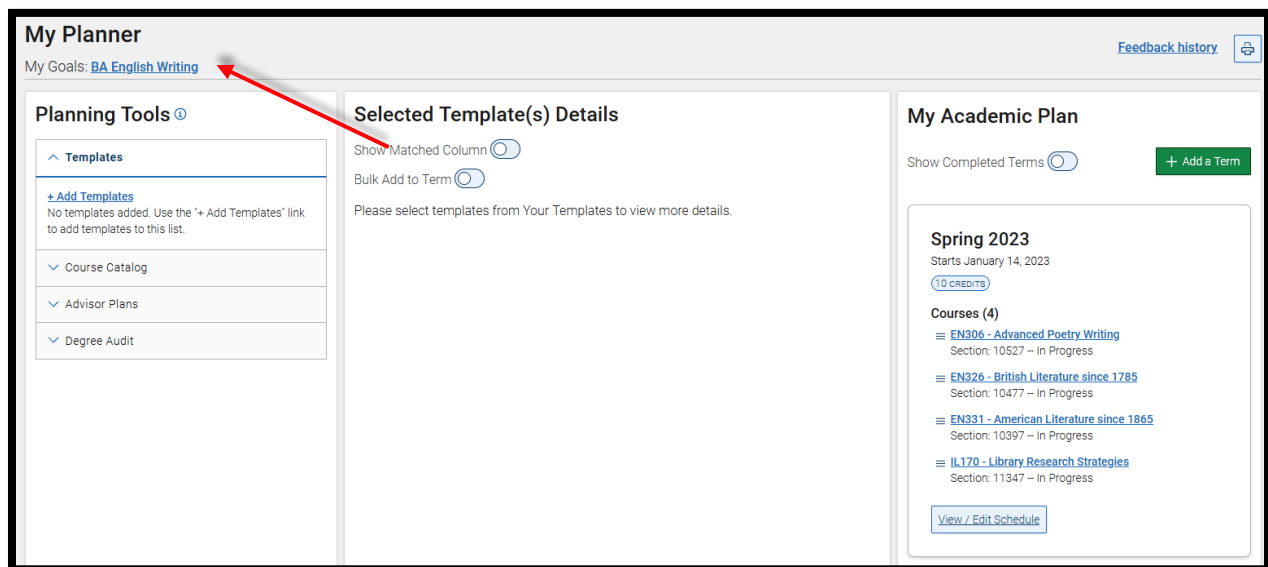 My Planner
My Goals: BA English Writing
Feedback history
Planning Tools
Templates
+ Add Templates
No templates added. Use the "+ Add Templates" link
to add templates to this list.
Course Catalog
Advisor Plans
Degree Audit
Selected Template(s) Details
Show Matched Column
Bulk Add to Term
Please select templates from Your Templates to view more details.
My Academic Plan
Show Completed Terms
+ Add a Term
Spring 2023
Starts January 14, 2023
10 CREDITS
Courses (4)
EN306 - Advanced Poetry Writing
Section: 10527 -- In Progress
EN326 - British Literature since 1785
Section: 10477 -- In Progress
EN331 - American Literature since 1865
Section: 10397 -- In Progress
IL170 - Library Research Strategies
Section: 11347 -- In Progress
View / Edit Schedule